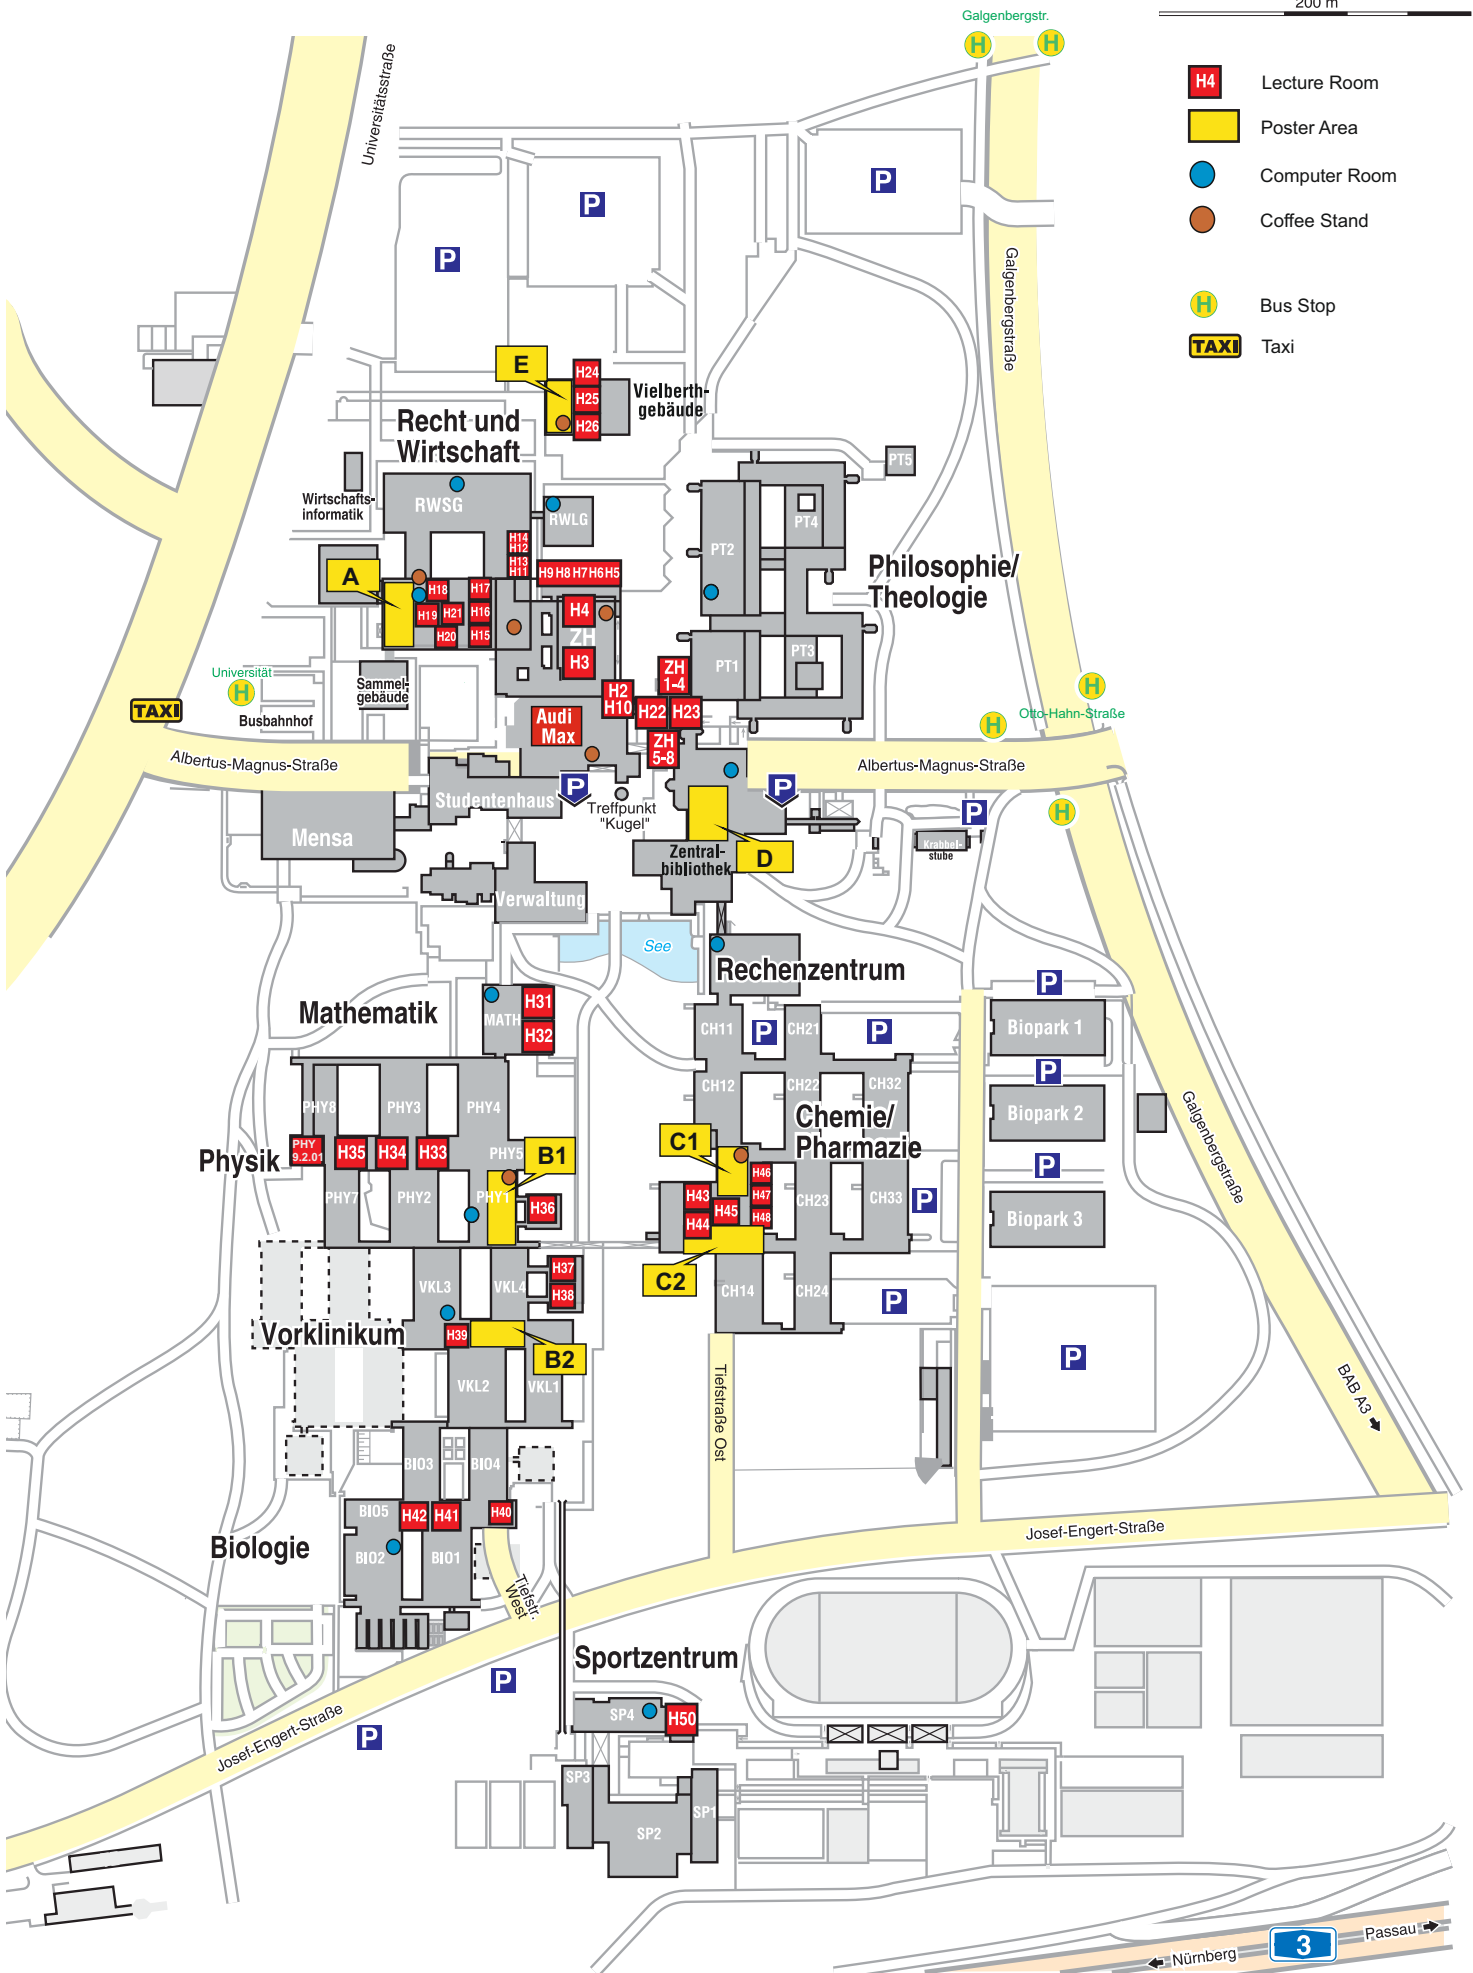 200 m
Galgenbergstr.
H
H
H4
Lecture Room
Poster Area
Computer Room
Coffee Stand
H
Bus Stop
TAXI
Taxi
Universitätsstraße
P
P
P
Galgenbergstraße
E
H24
H25
H26
Vielberth-
gebäude
Recht und
Wirtschaft
Wirtschafts-
informatik
RWSG
RWLG
PT5
PT4
PT2
H14
H12
H13
H11
H9 H8 H7 H6 H5
Philosophie/
Theologie
A
H18
H17
H19
H21
H16
H20
H15
H4
ZH
H3
PT1
PT3
ZH
1-4
Universität
H
TAXI
Busbahnhof
Sammel-
gebäude
H2
H10
H22
H23
Audi
Max
ZH
5-8
H
H
Otto-Hahn-Straße
Albertus-Magnus-Straße
Albertus-Magnus-Straße
Studentenhaus
P
Treffpunkt
"Kugel"
P
P
H
Mensa
Krabbel-
stube
Zentral-
bibliothek
D
Verwaltung
See
Rechenzentrum
Mathematik
MATH
H31
H32
CH11
P
CH21
P
P
Biopark 1
P
CH12
CH22
CH32
Biopark 2
Chemie/
Pharmazie
Galgenbergstraße
PHY8
PHY3
PHY4
Physik
PHY
9.2.01
H35
H34
H33
PHY5
B1
C1
H46
H47
H48
H43
H44
H45
CH23
CH33
P
P
Biopark 3
PHY7
PHY2
PHY1
H36
H37
H38
VKL3
VKL4
C2
CH14
CH24
P
Vorklinikum
H39
B2
VKL2
VKL1
P
Tiefstraße Ost
BAB A3
BIO3
BIO4
BIO5
H42
H41
H40
Biologie
BIO2
BIO1
Tiefstr.
West
Josef-Engert-Straße
Sportzentrum
P
P
Josef-Engert-Straße
SP4
H50
SP3
SP1
SP2
3
Passau
Nürnberg